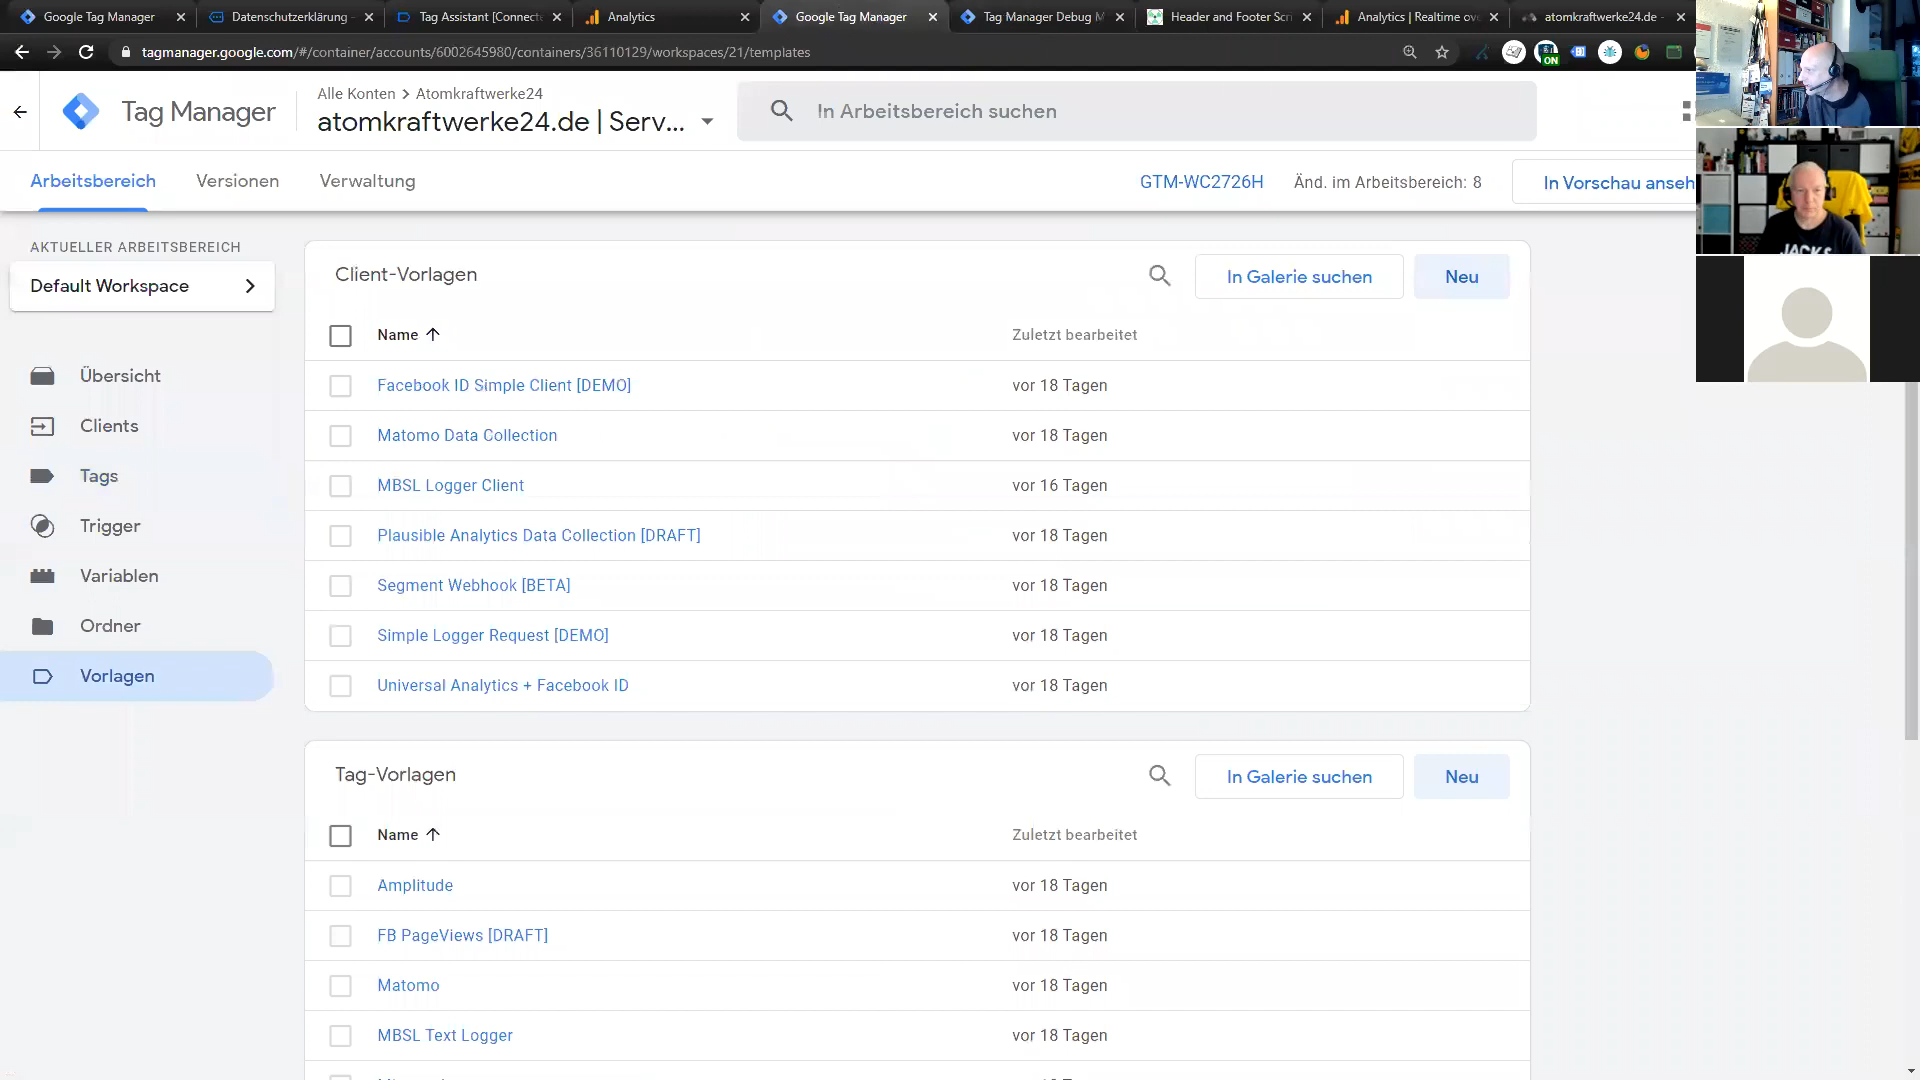 Google Tag Manager
Datenschutzerklärung -
Tag Assistant [Connect
Analytics
Google Tag Manager
Tag Manager Debug M
Header and Footer Scri
Analytics | Realtime ov
atomkraftwerke24.de -
tagmanager.google.com/#/container/accounts/6002645980/containers/36110129/workspaces/21/templates
ON
Tag Manager
Alle Konten > Atomkraftwerke24
atomkraftwerke24.de | Serv...
In Arbeitsbereich suchen
Arbeitsbereich
Versionen
Verwaltung
GTM-WC2726H
Änd. im Arbeitsbereich: 8
In Vorschau anseh
JACKS
AKTUELLER ARBEITSBEREICH
Default Workspace
Übersicht
Clients
Tags
Trigger
Variablen
Ordner
Vorlagen
Client-Vorlagen
In Galerie suchen
Neu
Name
Zuletzt bearbeitet
Facebook ID Simple Client [DEMO]
vor 18 Tagen
Matomo Data Collection
vor 18 Tagen
MBSL Logger Client
vor 16 Tagen
Plausible Analytics Data Collection [DRAFT]
vor 18 Tagen
Segment Webhook [BETA]
vor 18 Tagen
Simple Logger Request [DEMO]
vor 18 Tagen
Universal Analytics + Facebook ID
vor 18 Tagen
Tag-Vorlagen
In Galerie suchen
Neu
Name
Zuletzt bearbeitet
Amplitude
vor 18 Tagen
FB PageViews [DRAFT]
vor 18 Tagen
Matomo
vor 18 Tagen
MBSL Text Logger
vor 18 Tagen